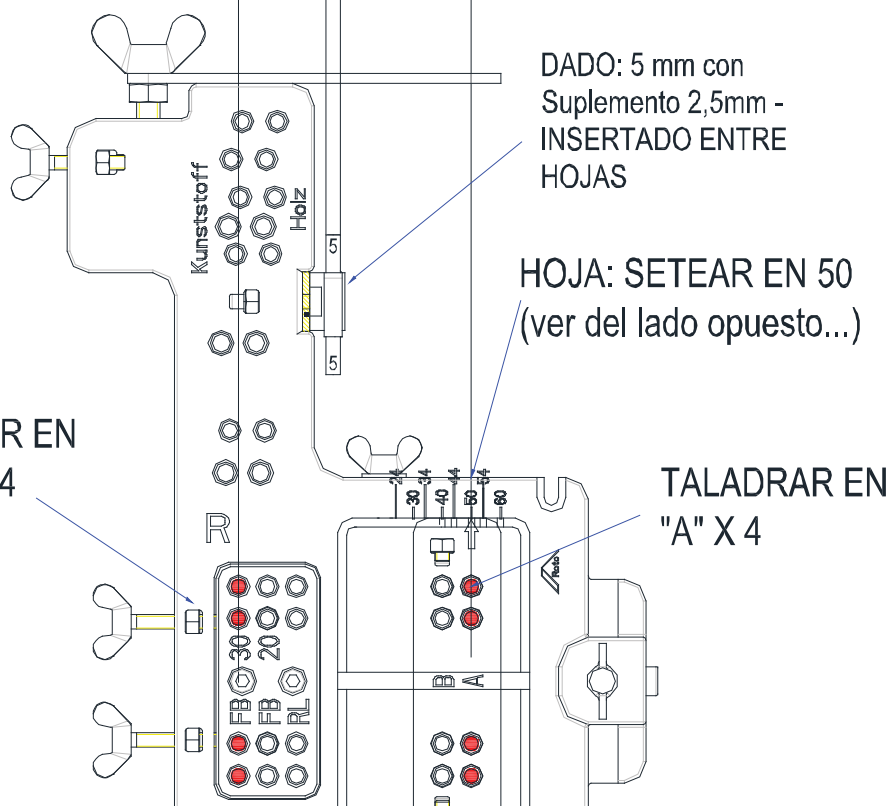 DADO: 5 mm con
Suplemento 2,5mm -
INSERTADO ENTRE
HOJAS
Kunststoff
Holz
5
HOJA: SETEAR EN 50
(ver del lado opuesto...)
5
R EN
4
24 34 44 54
30 40 50 60
TALADRAR EN
"A" X 4
R
Roto
30 20
B A
FB FB RL